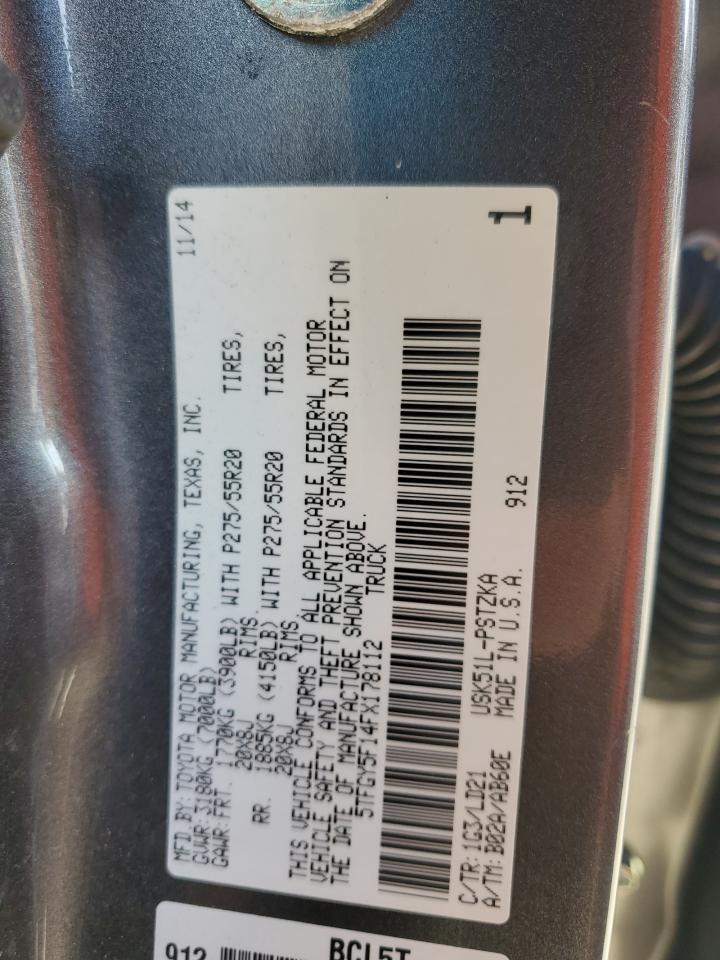 MFD BY: TOYOTA MOTOR MANUFACTURING, TEXAS, INC. 11/14
GVWR: 3180KG (7000LB)
GAWR: FRT. 1770KG (3900LB) WITH P275/55R20 TIRES,
20X8J RIMS.
RR. 1885KG (4150LB) WITH P275/55R20 TIRES,
20X8J RIMS.
THIS VEHICLE CONFORMS TO ALL APPLICABLE FEDERAL MOTOR
VEHICLE SAFETY AND THEFT PREVENTION STANDARDS IN EFFECT ON
THE DATE OF MANUFACTURE SHOWN ABOVE.
5TFGY5F14FX178112 TRUCK
C/TR: 1G3/LD21 USK51L-PSTZKA
A/TM: B02A/AB60E MADE IN U.S.A. 912
1
912 BCL5T